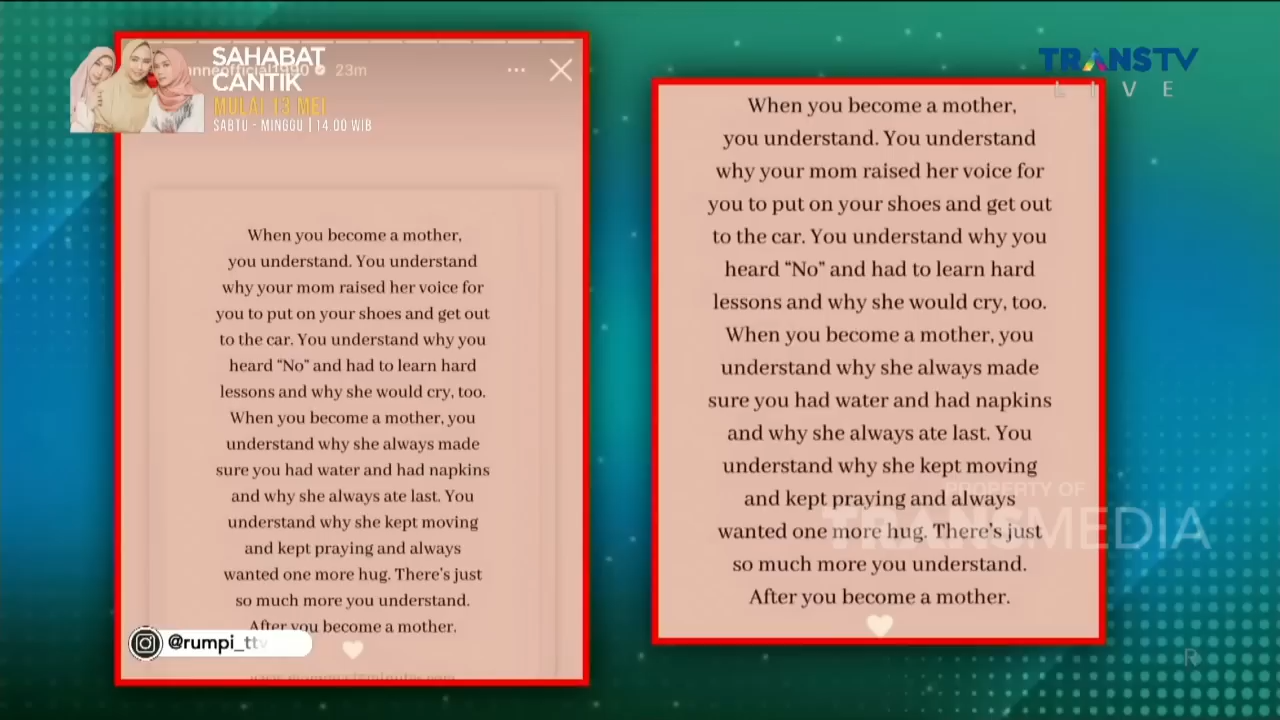 SAHABAT
CANTIK
MULAI 13 MEI
SABTU - MINGGU | 14.00 WIB
23m
TRANSTV
LIVE
When you become a mother,
you understand. You understand
why your mom raised her voice for
you to put on your shoes and get out
to the car. You understand why you
heard “No” and had to learn hard
lessons and why she would cry, too.
When you become a mother, you
understand why she always made
sure you had water and had napkins
and why she always ate last. You
understand why she kept moving
and kept praying and always
wanted one more hug. There’s just
so much more you understand.
After you become a mother.
@rumpi_ttv
When you become a mother,
you understand. You understand
why your mom raised her voice for
you to put on your shoes and get out
to the car. You understand why you
heard “No” and had to learn hard
lessons and why she would cry, too.
When you become a mother, you
understand why she always made
sure you had water and had napkins
and why she always ate last. You
understand why she kept moving
and kept praying and always
wanted one more hug. There’s just
so much more you understand.
After you become a mother.
PROPERTY OF
TRANSMEDIA
R